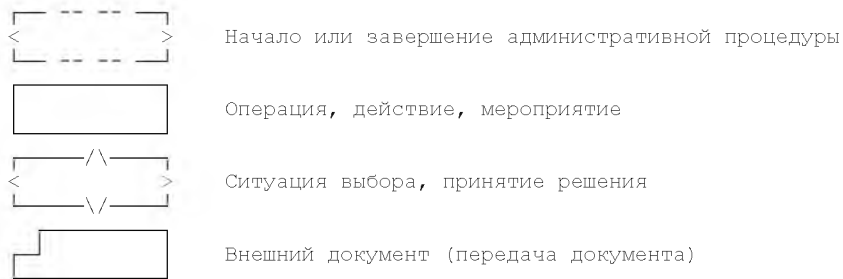 Начало или завершение административной процедуры
Операция, действие, мероприятие
Ситуация выбора, принятие решения
Внешний документ (передача документа)